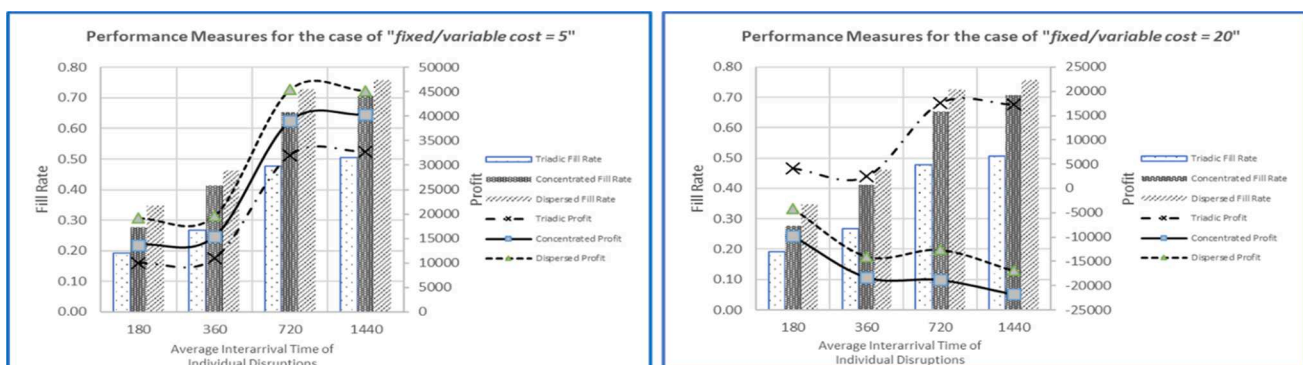 Performance Measures for the case of "fixed/variable cost = 5"
0.80
0.70
0.60
0.50
0.40
0.30
0.20
0.10
0.00
Fill Rate
50000
45000
40000
35000
30000
25000
20000
15000
10000
5000
0
Profit
180 360 720 1440
Average Interarrival Time of
Individual Disruptions
Triadic Fill Rate
Concentrated Fill Rate
Dispersed Fill Rate
Triadic Profit
Concentrated Profit
Dispersed Profit
Performance Measures for the case of "fixed/variable cost = 20"
0.80
0.70
0.60
0.50
0.40
0.30
0.20
0.10
0.00
Fill Rate
25000
20000
15000
10000
5000
0
-5000
-10000
-15000
-20000
-25000
Profit
180 360 720 1440
Average Interarrival Time of
Individual Disruptions
Triadic Fill Rate
Concentrated Fill Rate
Dispersed Fill Rate
Triadic Profit
Concentrated Profit
Dispersed Profit